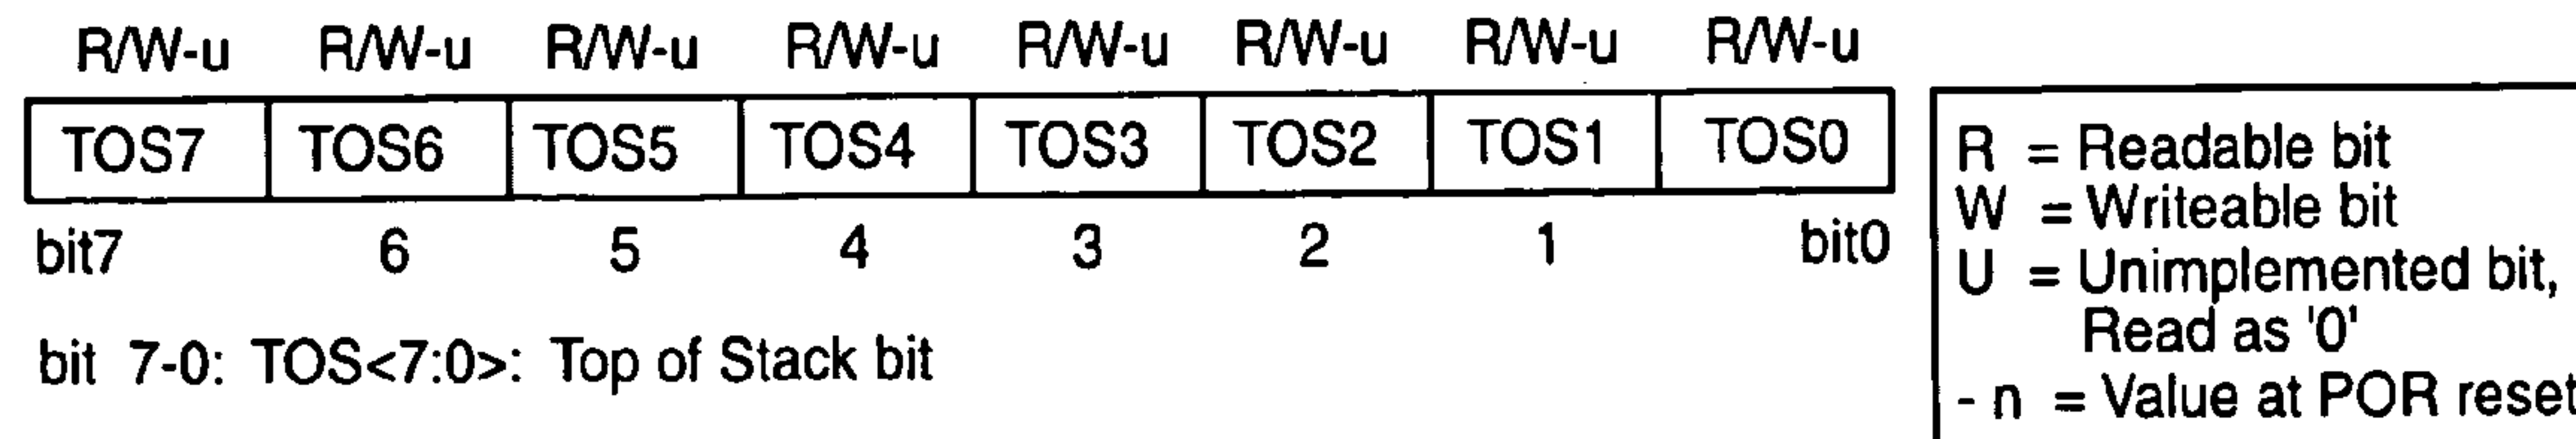 R/W-u R/W-u R/W-u R/W-u R/W-u R/W-u R/W-u R/W-u
TOS7 TOS6 TOS5 TOS4 TOS3 TOS2 TOS1 TOS0
bit7 6 5 4 3 2 1 bit0
bit 7-0: TOS<7:0>: Top of Stack bit
R = Readable bit
W = Writeable bit
U = Unimplemented bit,
Read as '0'
- n = Value at POR reset